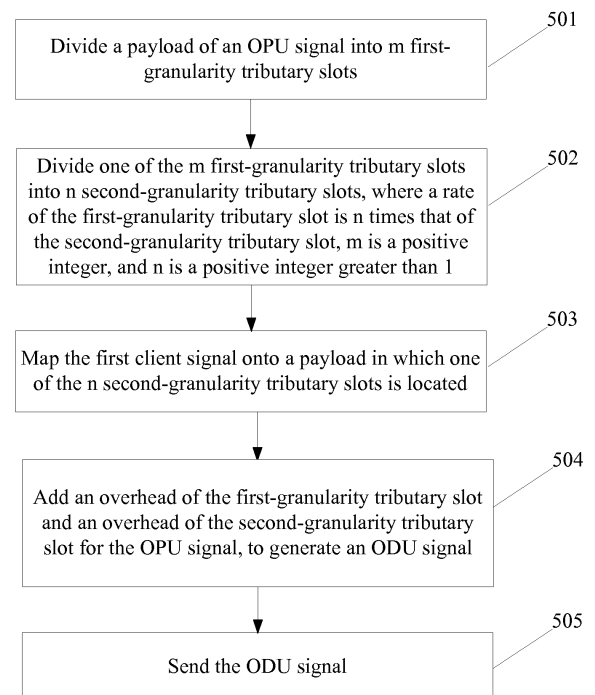 501
Divide a payload of an OPU signal into m first-
granularity tributary slots
502
Divide one of the m first-granularity tributary slots
into n second-granularity tributary slots, where a rate
of the first-granularity tributary slot is n times that of
the second-granularity tributary slot, m is a positive
integer, and n is a positive integer greater than 1
503
Map the first client signal onto a payload in which one
of the n second-granularity tributary slots is located
504
Add an overhead of the first-granularity tributary slot
and an overhead of the second-granularity tributary
slot for the OPU signal, to generate an ODU signal
505
Send the ODU signal